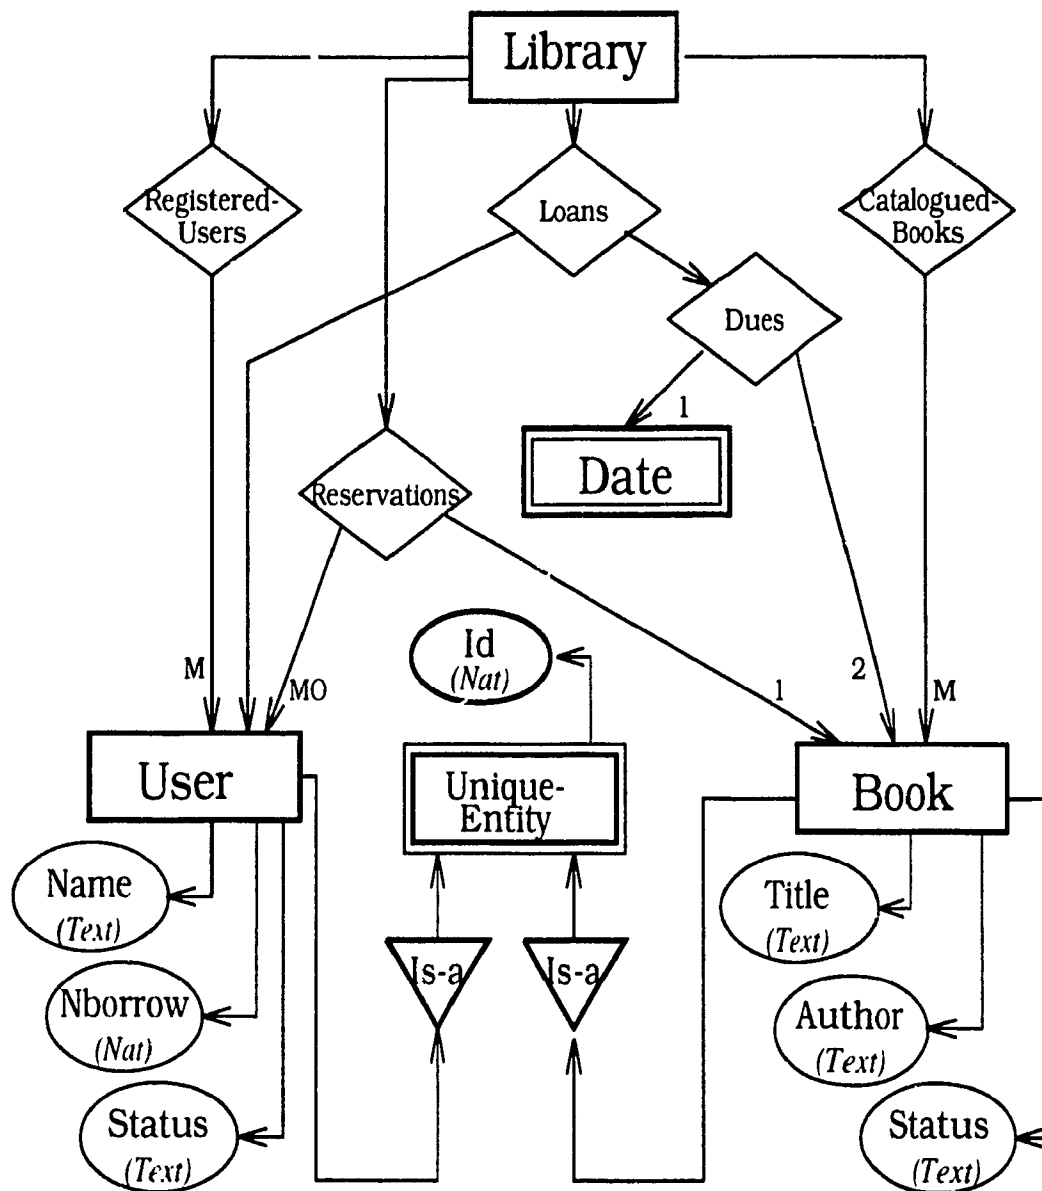 Library
Registered-
Users
Loans
Catalogued-
Books
Dues
1
Date
Reservations
Id
(Nat)
M
MO
1
2
M
User
Unique-
Entity
Book
Name
(Text)
Title
(Text)
Is-a
Is-a
Nborrow
(Nat)
Author
(Text)
Status
(Text)
Status
(Text)